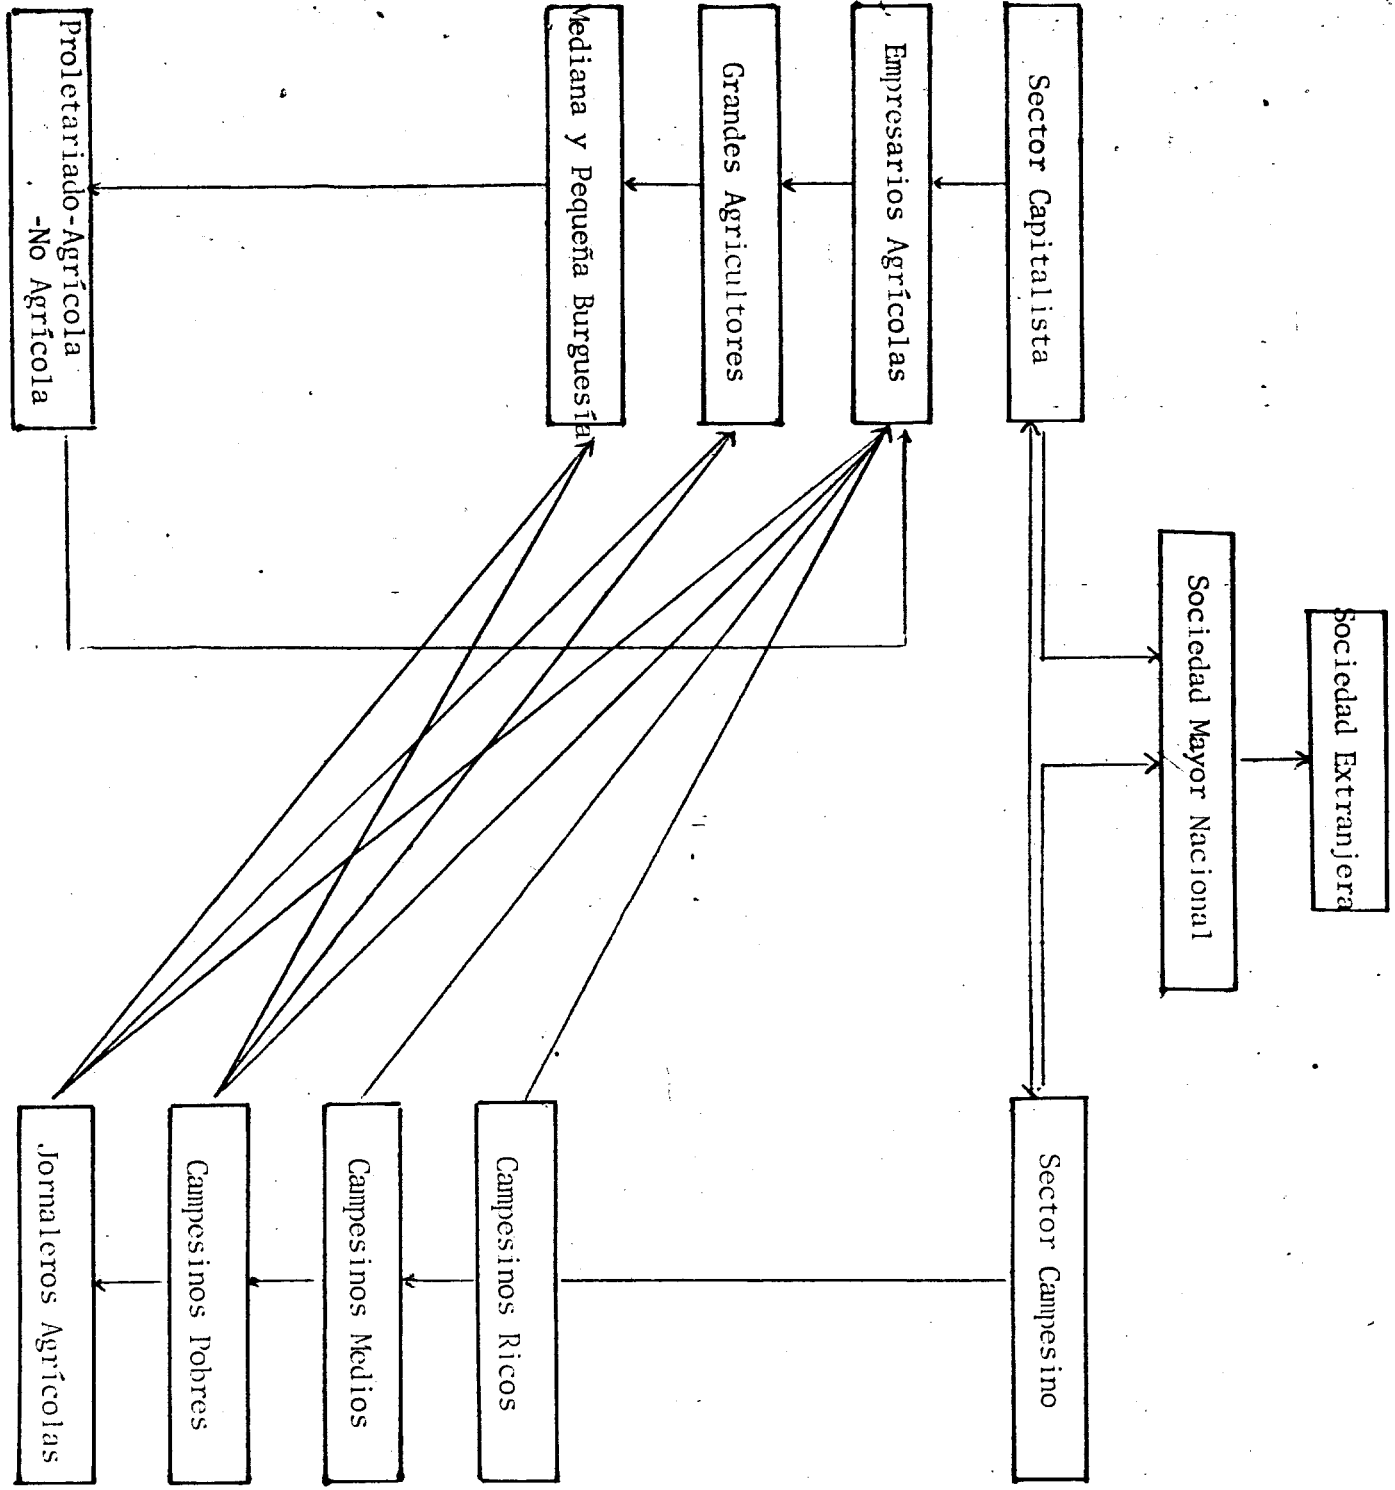 Sociedad Extranjera
Sociedad Mayor Nacional
Sector Capitalista
Sector Campesino
Empresarios Agrícolas
Grandes Agricultores
Mediana y Pequeña Burguesía
Campesinos Ricos
Campesinos Medios
Campesinos Pobres
Proletariado-Agrícola
-No Agrícola
Jornaleros Agrícolas